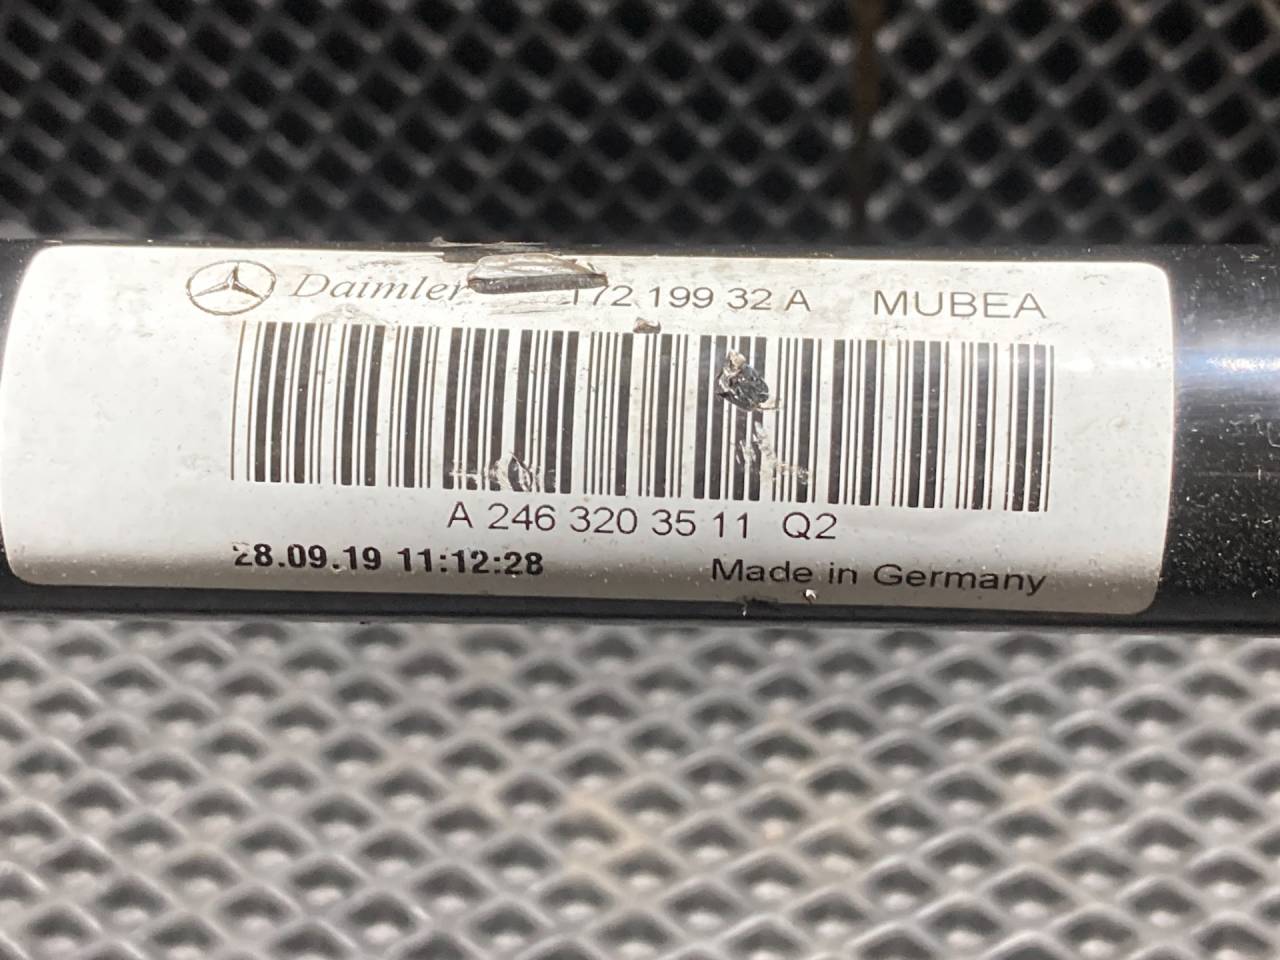 Daimler 172 199 32 A MUBEA
A 246 320 35 11 Q2
28.09.19 11:12:28 Made in Germany